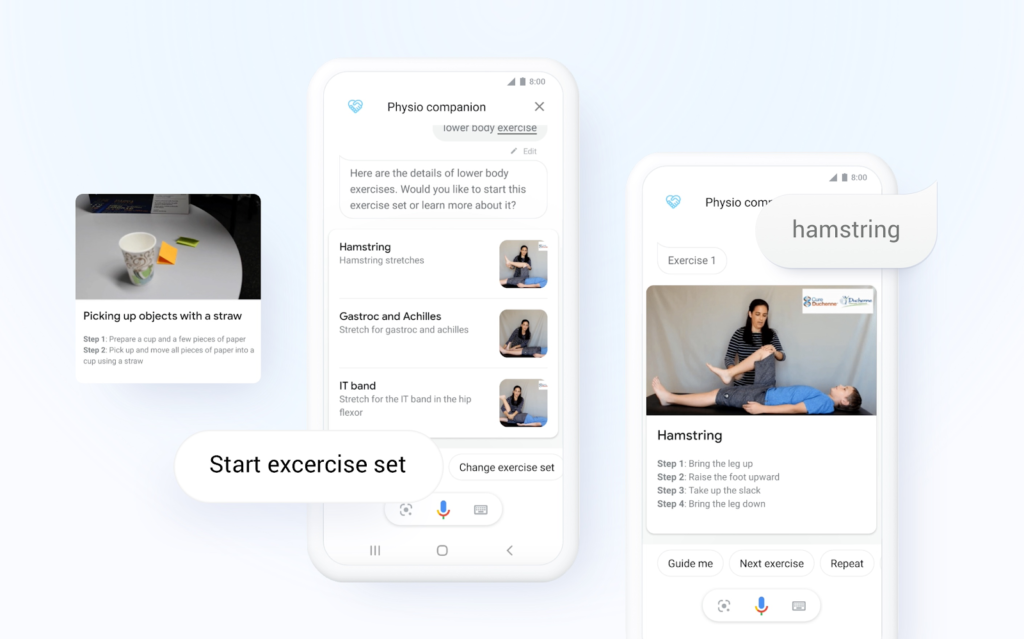 Picking up objects with a straw
Step 1: Prepare a cup and a few pieces of paper
Step 2: Pick up and move all pieces of paper into a
cup using a straw
8:00
Physio companion
lower body exercise
Edit
Here are the details of lower body
exercises. Would you like to start this
exercise set or learn more about it?
Hamstring
Hamstring stretches
Gastroc and Achilles
Stretch for gastroc and achilles
IT band
Stretch for the IT band in the hip
flexor
Start excercise set
Change exercise set
8:00
Physio com
hamstring
Exercise 1
Duchenne
Duchenne
Hamstring
Step 1: Bring the leg up
Step 2: Raise the foot upward
Step 3: Take up the slack
Step 4: Bring the leg down
Guide me
Next exercise
Repeat